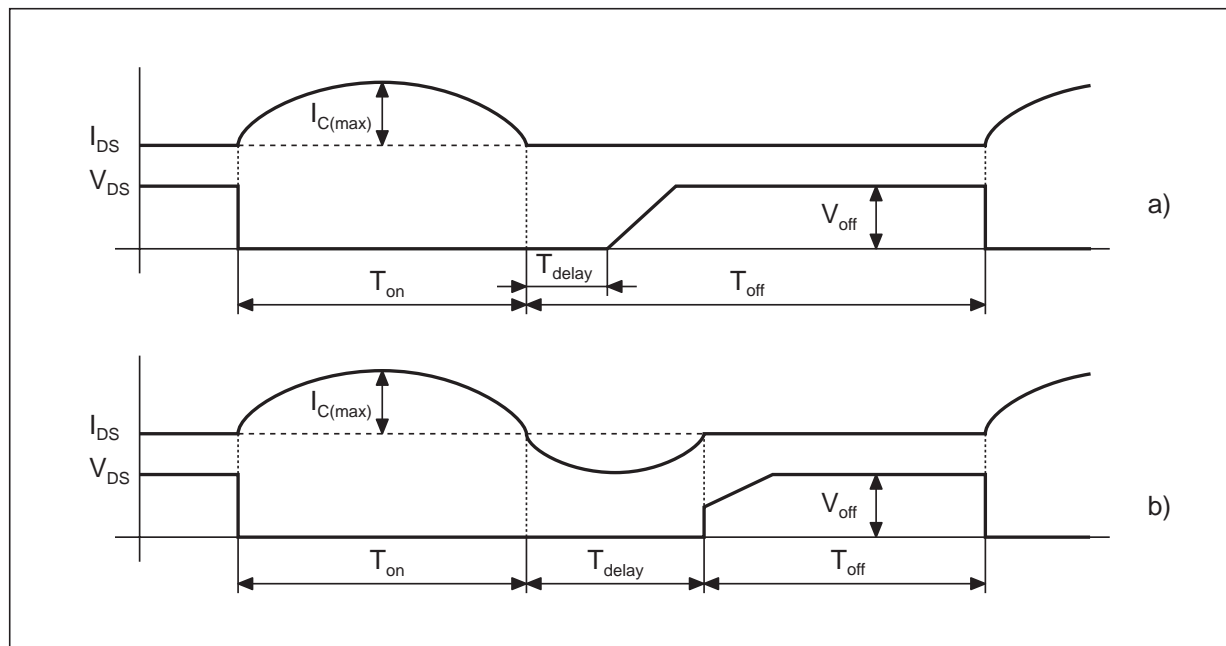 I_C(max)
I_DS
V_DS
a)
V_off
T_delay
T_on
T_off
I_C(max)
I_DS
V_DS
V_off
b)
T_on
T_delay
T_off